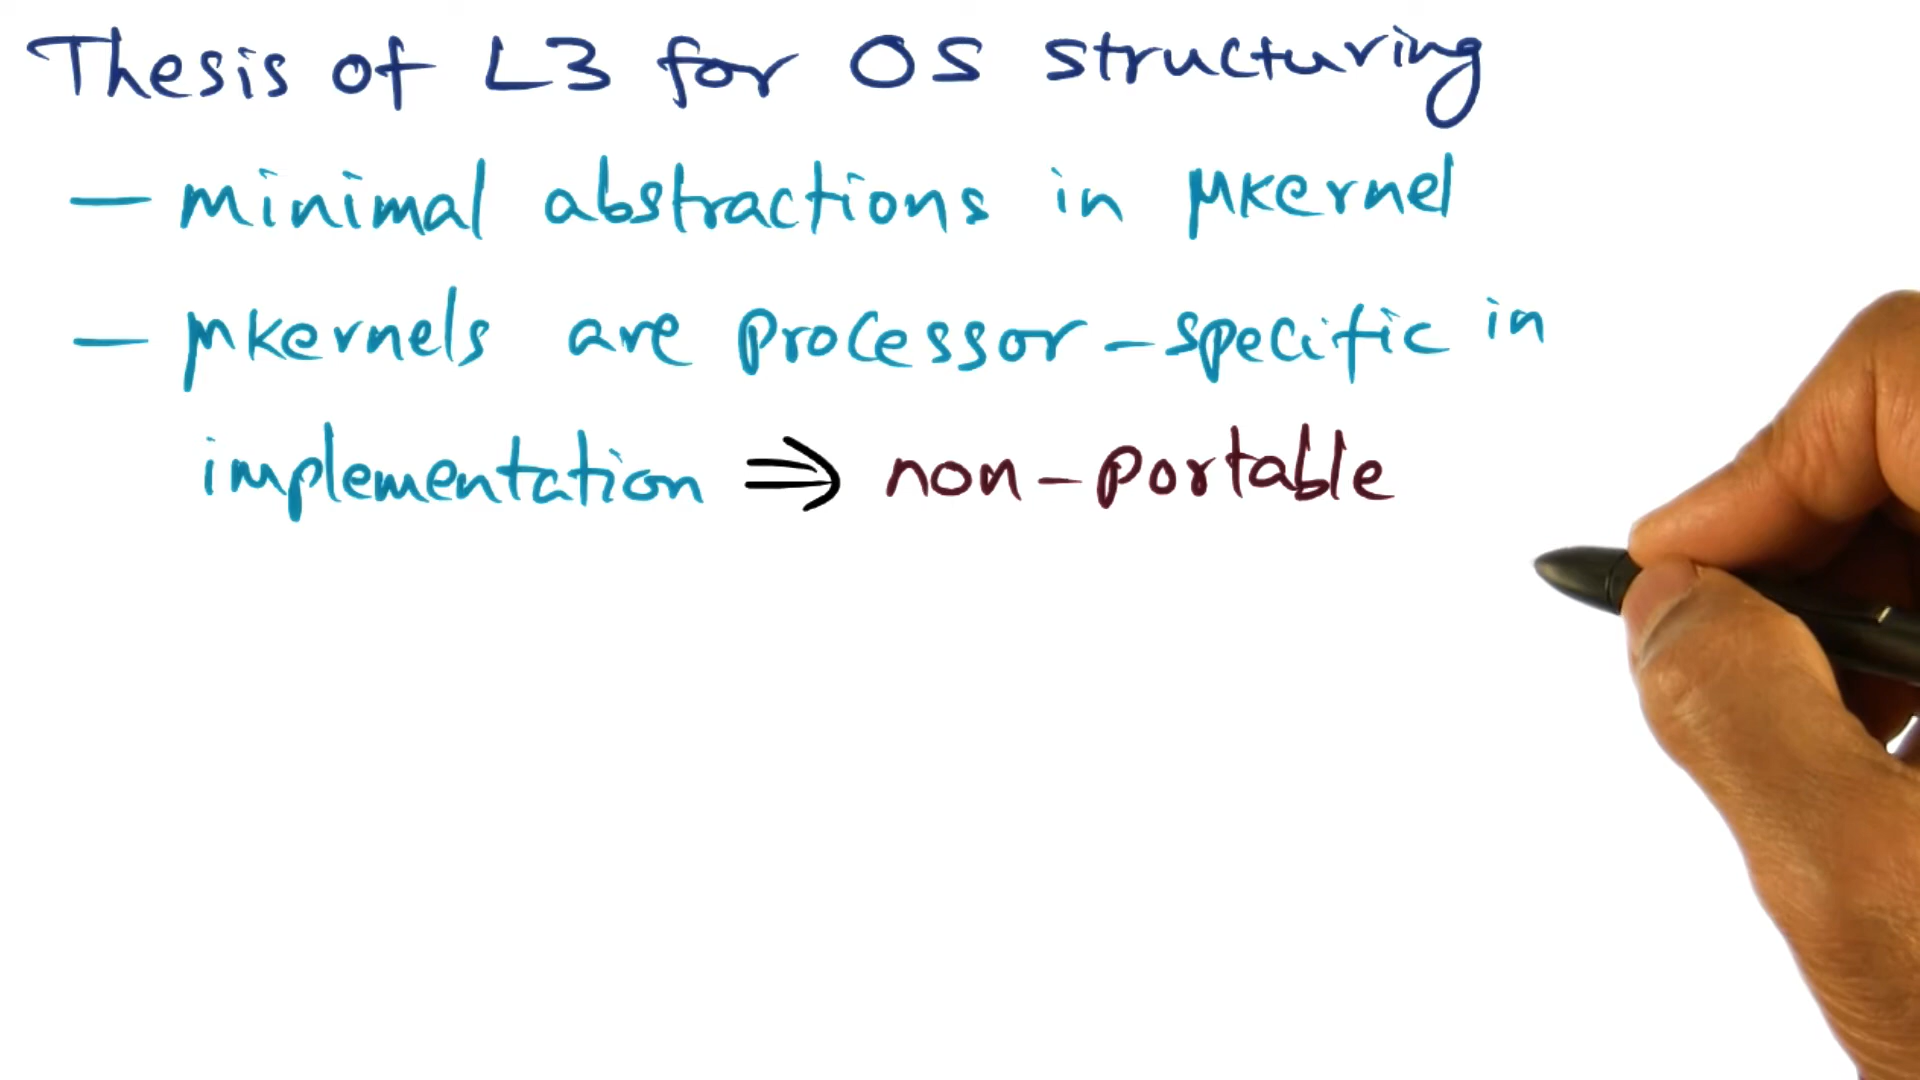 Thesis of L3 for OS structuring
— minimal abstractions in μkernel
— μkernels are processor-specific in
implementation ⇒ non-portable